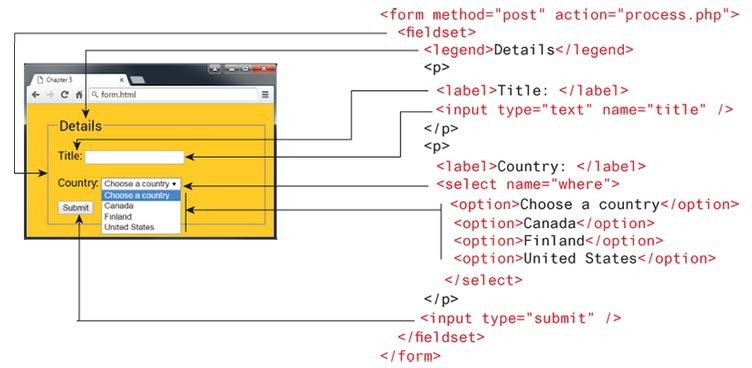 Chapter 5
form.html
Details
Title:
Country: Choose a country
Choose a country
Canada
Finland
United States
Submit
<form method="post" action="process.php">
<fieldset>
<legend>Details</legend>
<p>
<label>Title: </label>
<input type="text" name="title" />
</p>
<p>
<label>Country: </label>
<select name="where">
<option>Choose a country</option>
<option>Canada</option>
<option>Finland</option>
<option>United States</option>
</select>
</p>
<input type="submit" />
</fieldset>
</form>